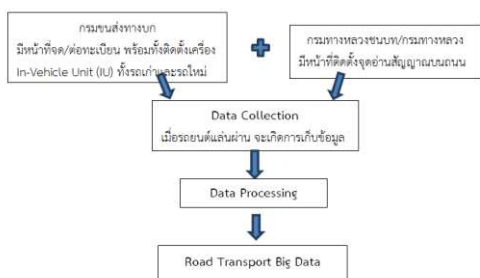 กรมขนส่งทางบก
มีหน้าที่จด/ต่อทะเบียน พร้อมทั้งติดตั้งเครื่อง
In-Vehicle Unit (IU) ทั้งรถเก่าและรถใหม่
กรมทางหลวงชนบท/กรมทางหลวง
มีหน้าที่ติดตั้งจุดอ่านสัญญาณบนถนน
Data Collection
เมื่อรถยนต์แล่นผ่าน จะเกิดการเก็บข้อมูล
Data Processing
Road Transport Big Data